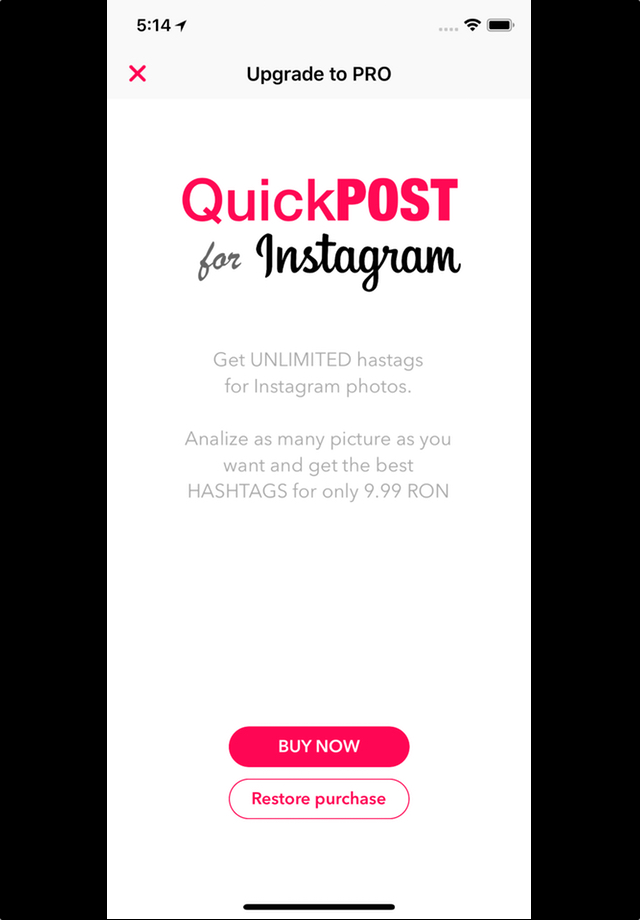 5:14
Upgrade to PRO
QuickPOST
for Instagram
Get UNLIMITED hastags
for Instagram photos.
Analize as many picture as you
want and get the best
HASHTAGS for only 9.99 RON
BUY NOW
Restore purchase